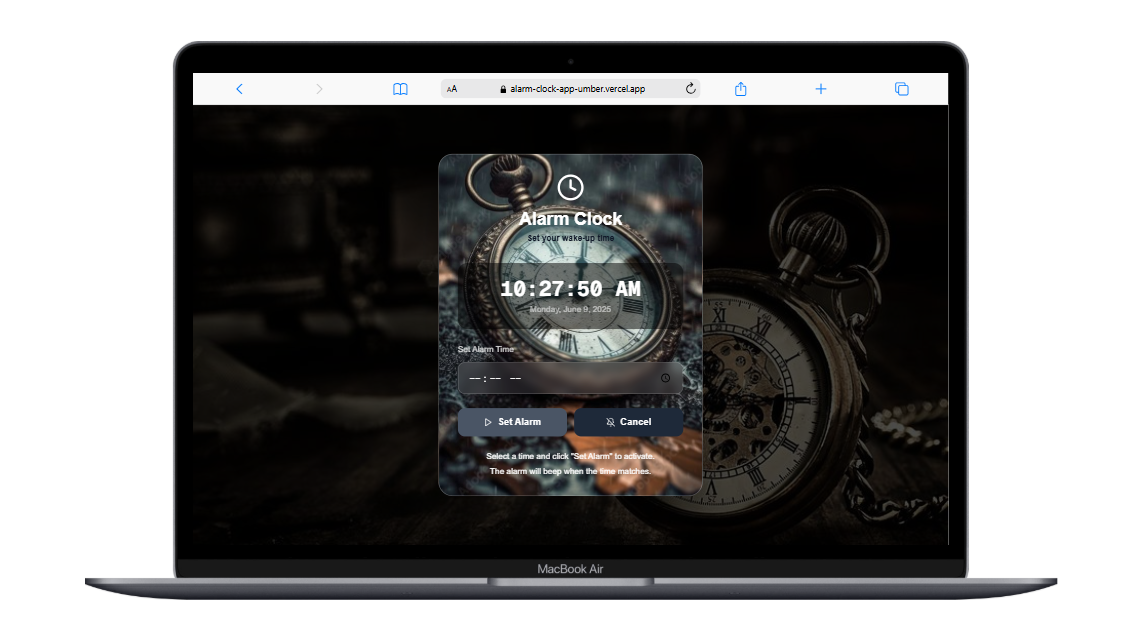 AA alarm-clock-app-umber.vercel.app
Alarm Clock
Set your wake-up time
10:27:50 AM
Monday, June 9, 2025
Set Alarm Time
--:-- --
Set Alarm Cancel
Select a time and click "Set Alarm" to activate.
The alarm will beep when the time matches.
MacBook Air